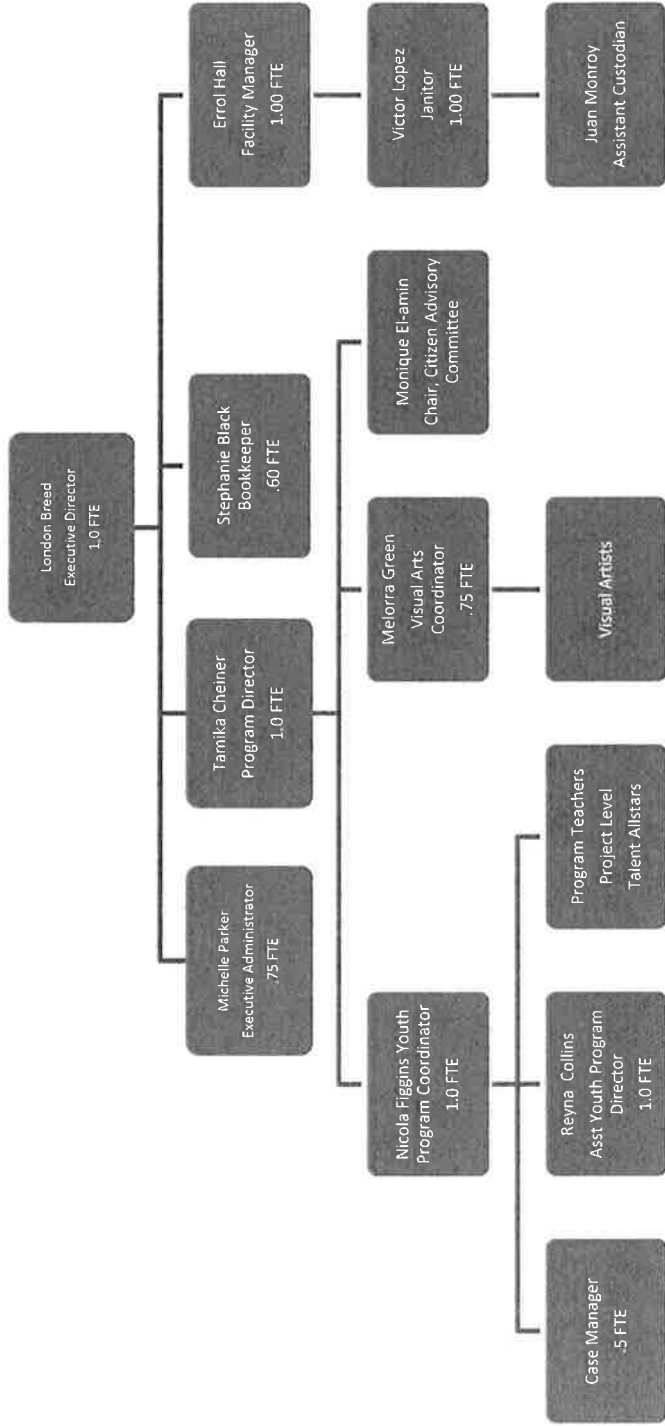 London Breed
Executive Director
1.0 FTE
Michelle Parker
Executive Administrator
.75 FTE
Tamika Cheiner
Program Director
1.0 FTE
Stephanie Black
Bookkeeper
.60 FTE
Errol Hall
Facility Manager
1.00 FTE
Nicola Figgins Youth
Program Coordinator
1.0 FTE
Melorra Green
Visual Arts
Coordinator
.75 FTE
Monique El-amin
Chair, Citizen Advisory
Committee
Victor Lopez
Janitor
1.00 FTE
Case Manager
.5 FTE
Reyna Collins
Asst Youth Program
Director
1.0 FTE
Program Teachers
Project Level
Talent Allstars
Visual Artists
Juan Monroy
Assistant Custodian